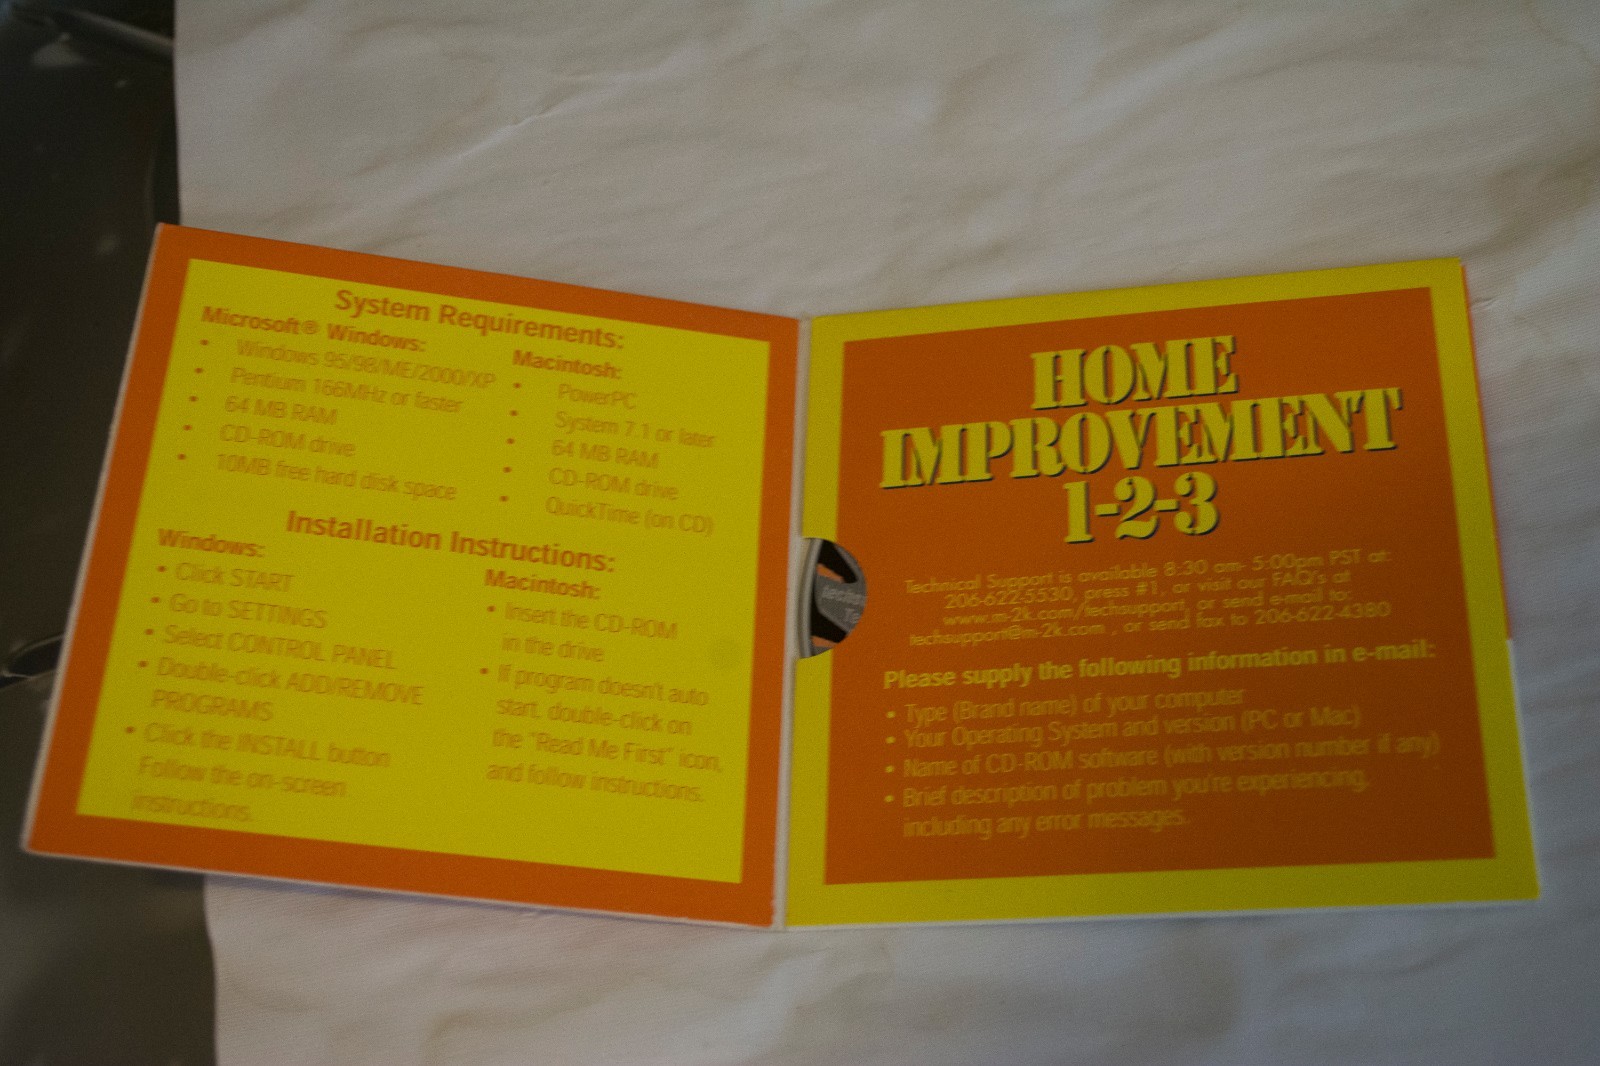 System Requirements:
Microsoft® Windows:
• Windows 95/98/ME/2000/XP
• Pentium 166MHz or faster
• 64 MB RAM
• CD-ROM drive
• 10MB free hard disk space
Macintosh:
• PowerPC
• System 7.1 or later
• 64 MB RAM
• CD-ROM drive
• QuickTime (on CD)
Installation Instructions:
Windows:
• Click START
• Go to SETTINGS
• Select CONTROL PANEL
• Double-click ADD/REMOVE
PROGRAMS
• Click the INSTALL button
Follow the on-screen
instructions.
Macintosh:
• Insert the CD-ROM
in the drive
• If program doesn't auto
start, double-click on
the "Read Me First" icon,
and follow instructions.
HOME
IMPROVEMENT
1-2-3
Technical Support is available 8:30 am- 5:00pm PST at:
206-622-5530, press #1, or visit our FAQ's at
www.m-2k.com/techsupport, or send e-mail to:
techsupport@m-2k.com , or send fax to 206-622-4380
Please supply the following information in e-mail:
• Type (Brand name) of your computer
• Your Operating System and version (PC or Mac)
• Name of CD-ROM software (with version number if any)
• Brief description of problem you're experiencing,
including any error messages.